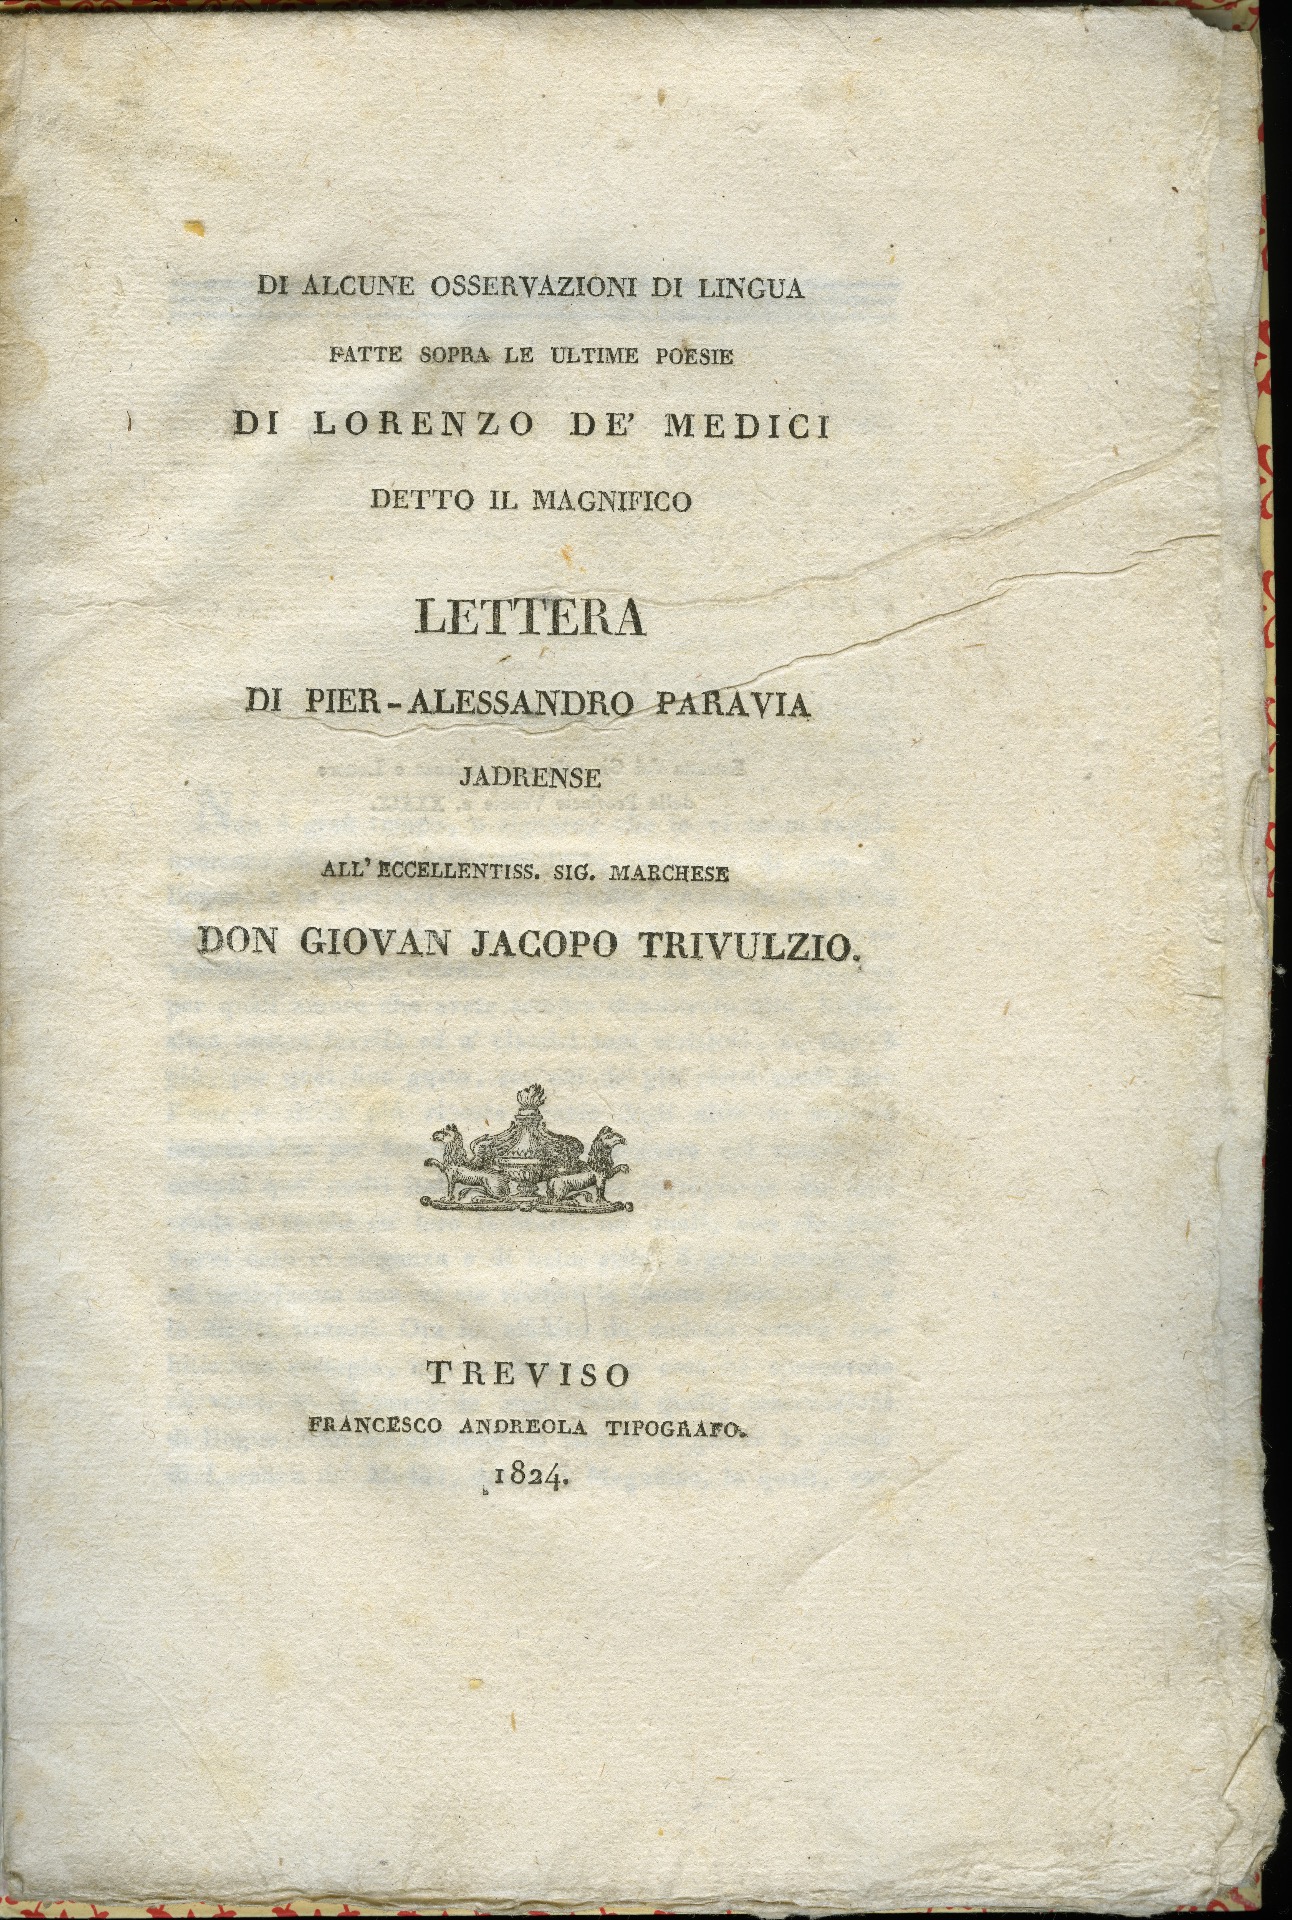 DI ALCUNE OSSERVAZIONI DI LINGUA
FATTE SOPRA LE ULTIME POESIE
DI LORENZO DE' MEDICI
DETTO IL MAGNIFICO
LETTERA
DI PIER-ALESSANDRO PARAVIA
JADRENSE
ALL' ECCELLENTISS. SIG. MARCHESE
DON GIOVAN JACOPO TRIVULZIO.
TREVISO
FRANCESCO ANDREOLA TIPOGRAFO.
1824.